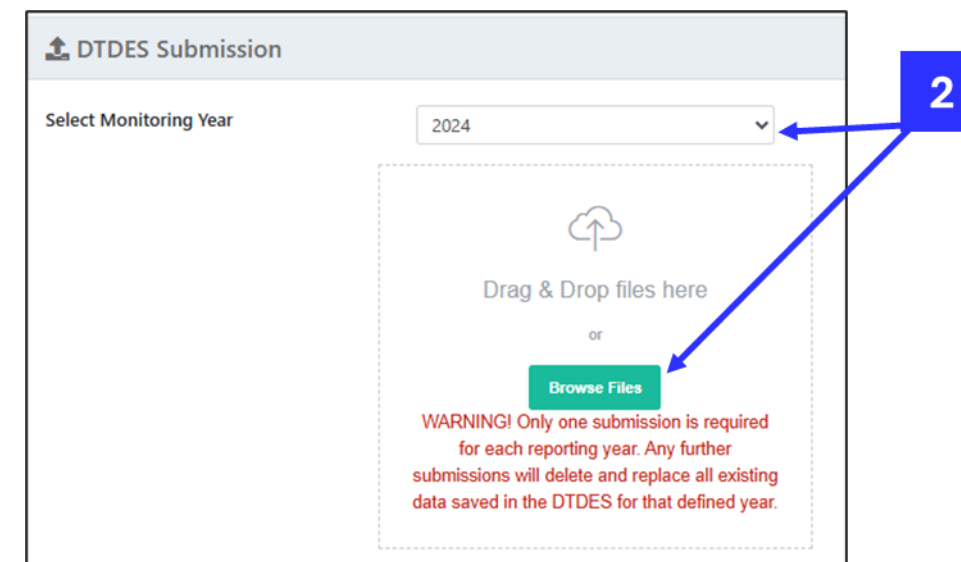 DTDES Submission
2
Select Monitoring Year
2024
Drag & Drop files here
or
Browse Files
WARNING! Only one submission is required
for each reporting year. Any further
submissions will delete and replace all existing
data saved in the DTDES for that defined year.